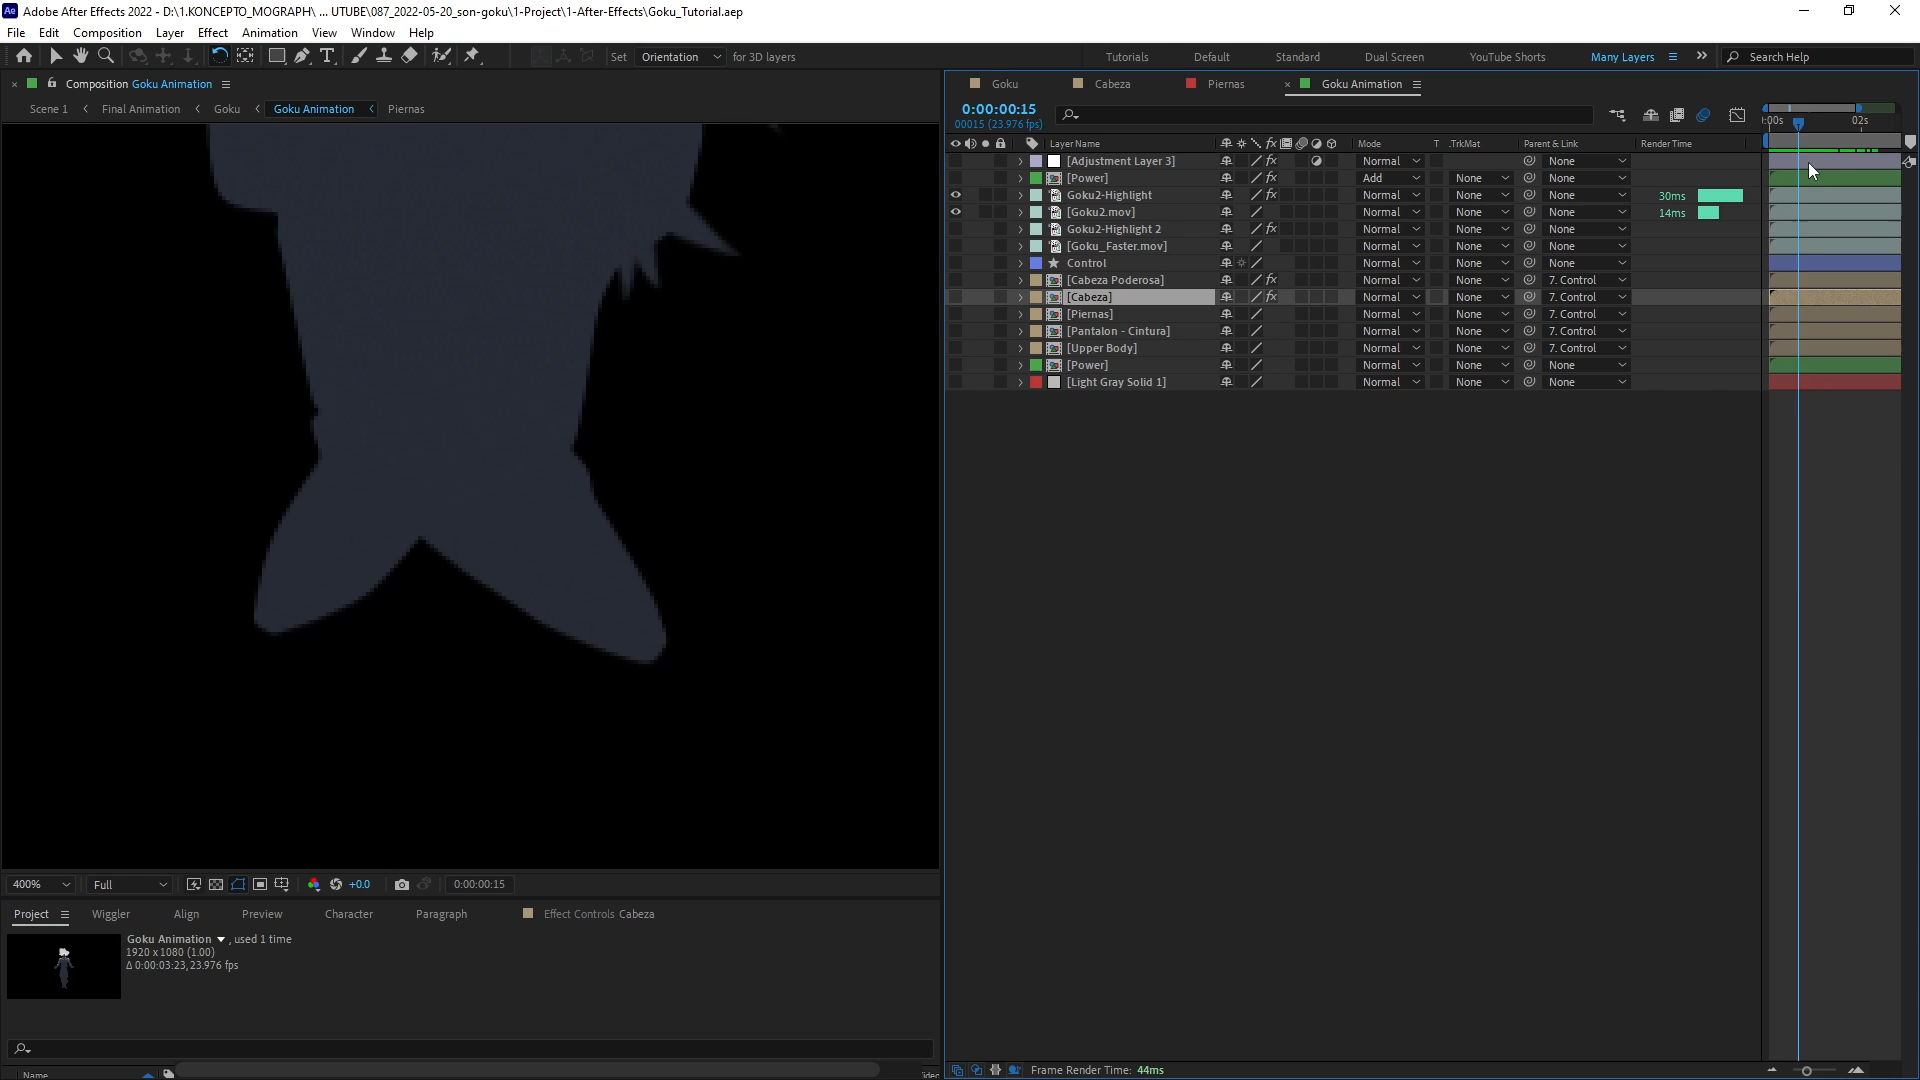 Ae Adobe After Effects 2022 - D:\1.KONCEPTO_MOGRAPH\ ... UTUBE\087_2022-05-20_son-goku\1-Project\1-After-Effects\Goku_Tutorial.aep
File Edit Composition Layer Effect Animation View Window Help
Set Orientation for 3D layers Tutorials Default Standard Dual Screen YouTube Shorts Many Layers Search Help
Composition Goku Animation
Scene 1 Final Animation Goku Goku Animation Piernas
Goku Cabeza Piernas Goku Animation
0:00:00:15
00015 (23.976 fps)
:00s 02s
Layer Name Mode T .TrkMat Parent & Link Render Time
[Adjustment Layer 3] fx Normal None
[Power] fx Add None None
Goku2-Highlight fx Normal None None 30ms
[Goku2.mov] Normal None None 14ms
Goku2-Highlight 2 fx Normal None None
[Goku_Faster.mov] Normal None None
Control Normal None None
[Cabeza Poderosa] fx Normal None 7. Control
[Cabeza] fx Normal None 7. Control
[Piernas] Normal None 7. Control
[Pantalon - Cintura] Normal None 7. Control
[Upper Body] Normal None 7. Control
[Power] Normal None None
[Light Gray Solid 1] Normal None None
400% Full +0.0 0:00:00:15
Project Wiggler Align Preview Character Paragraph Effect Controls Cabeza
Goku Animation , used 1 time
1920 x 1080 (1.00)
Δ 0:00:03:23, 23.976 fps
Name
Frame Render Time: 44ms